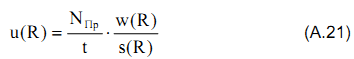 u(R) = N_Пр / t · w(R) / s(R) (A.21)